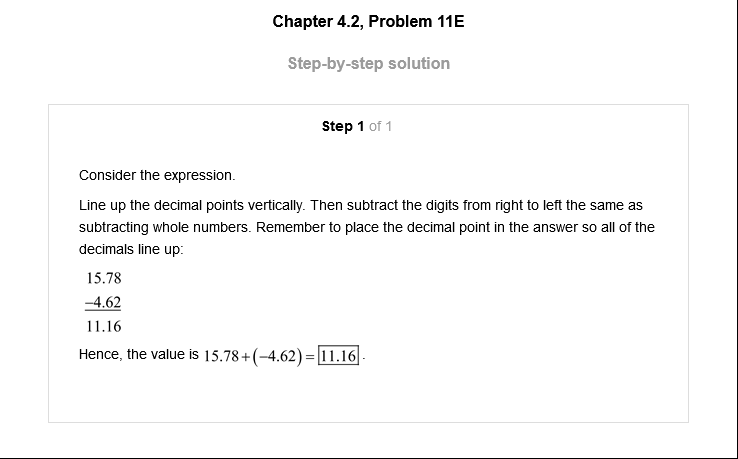 Chapter 4.2, Problem 11E
Step-by-step solution
Step 1 of 1
Consider the expression.
Line up the decimal points vertically. Then subtract the digits from right to left the same as
subtracting whole numbers. Remember to place the decimal point in the answer so all of the
decimals line up:
15.78
−4.62
11.16
Hence, the value is 15.78+(−4.62)=11.16.